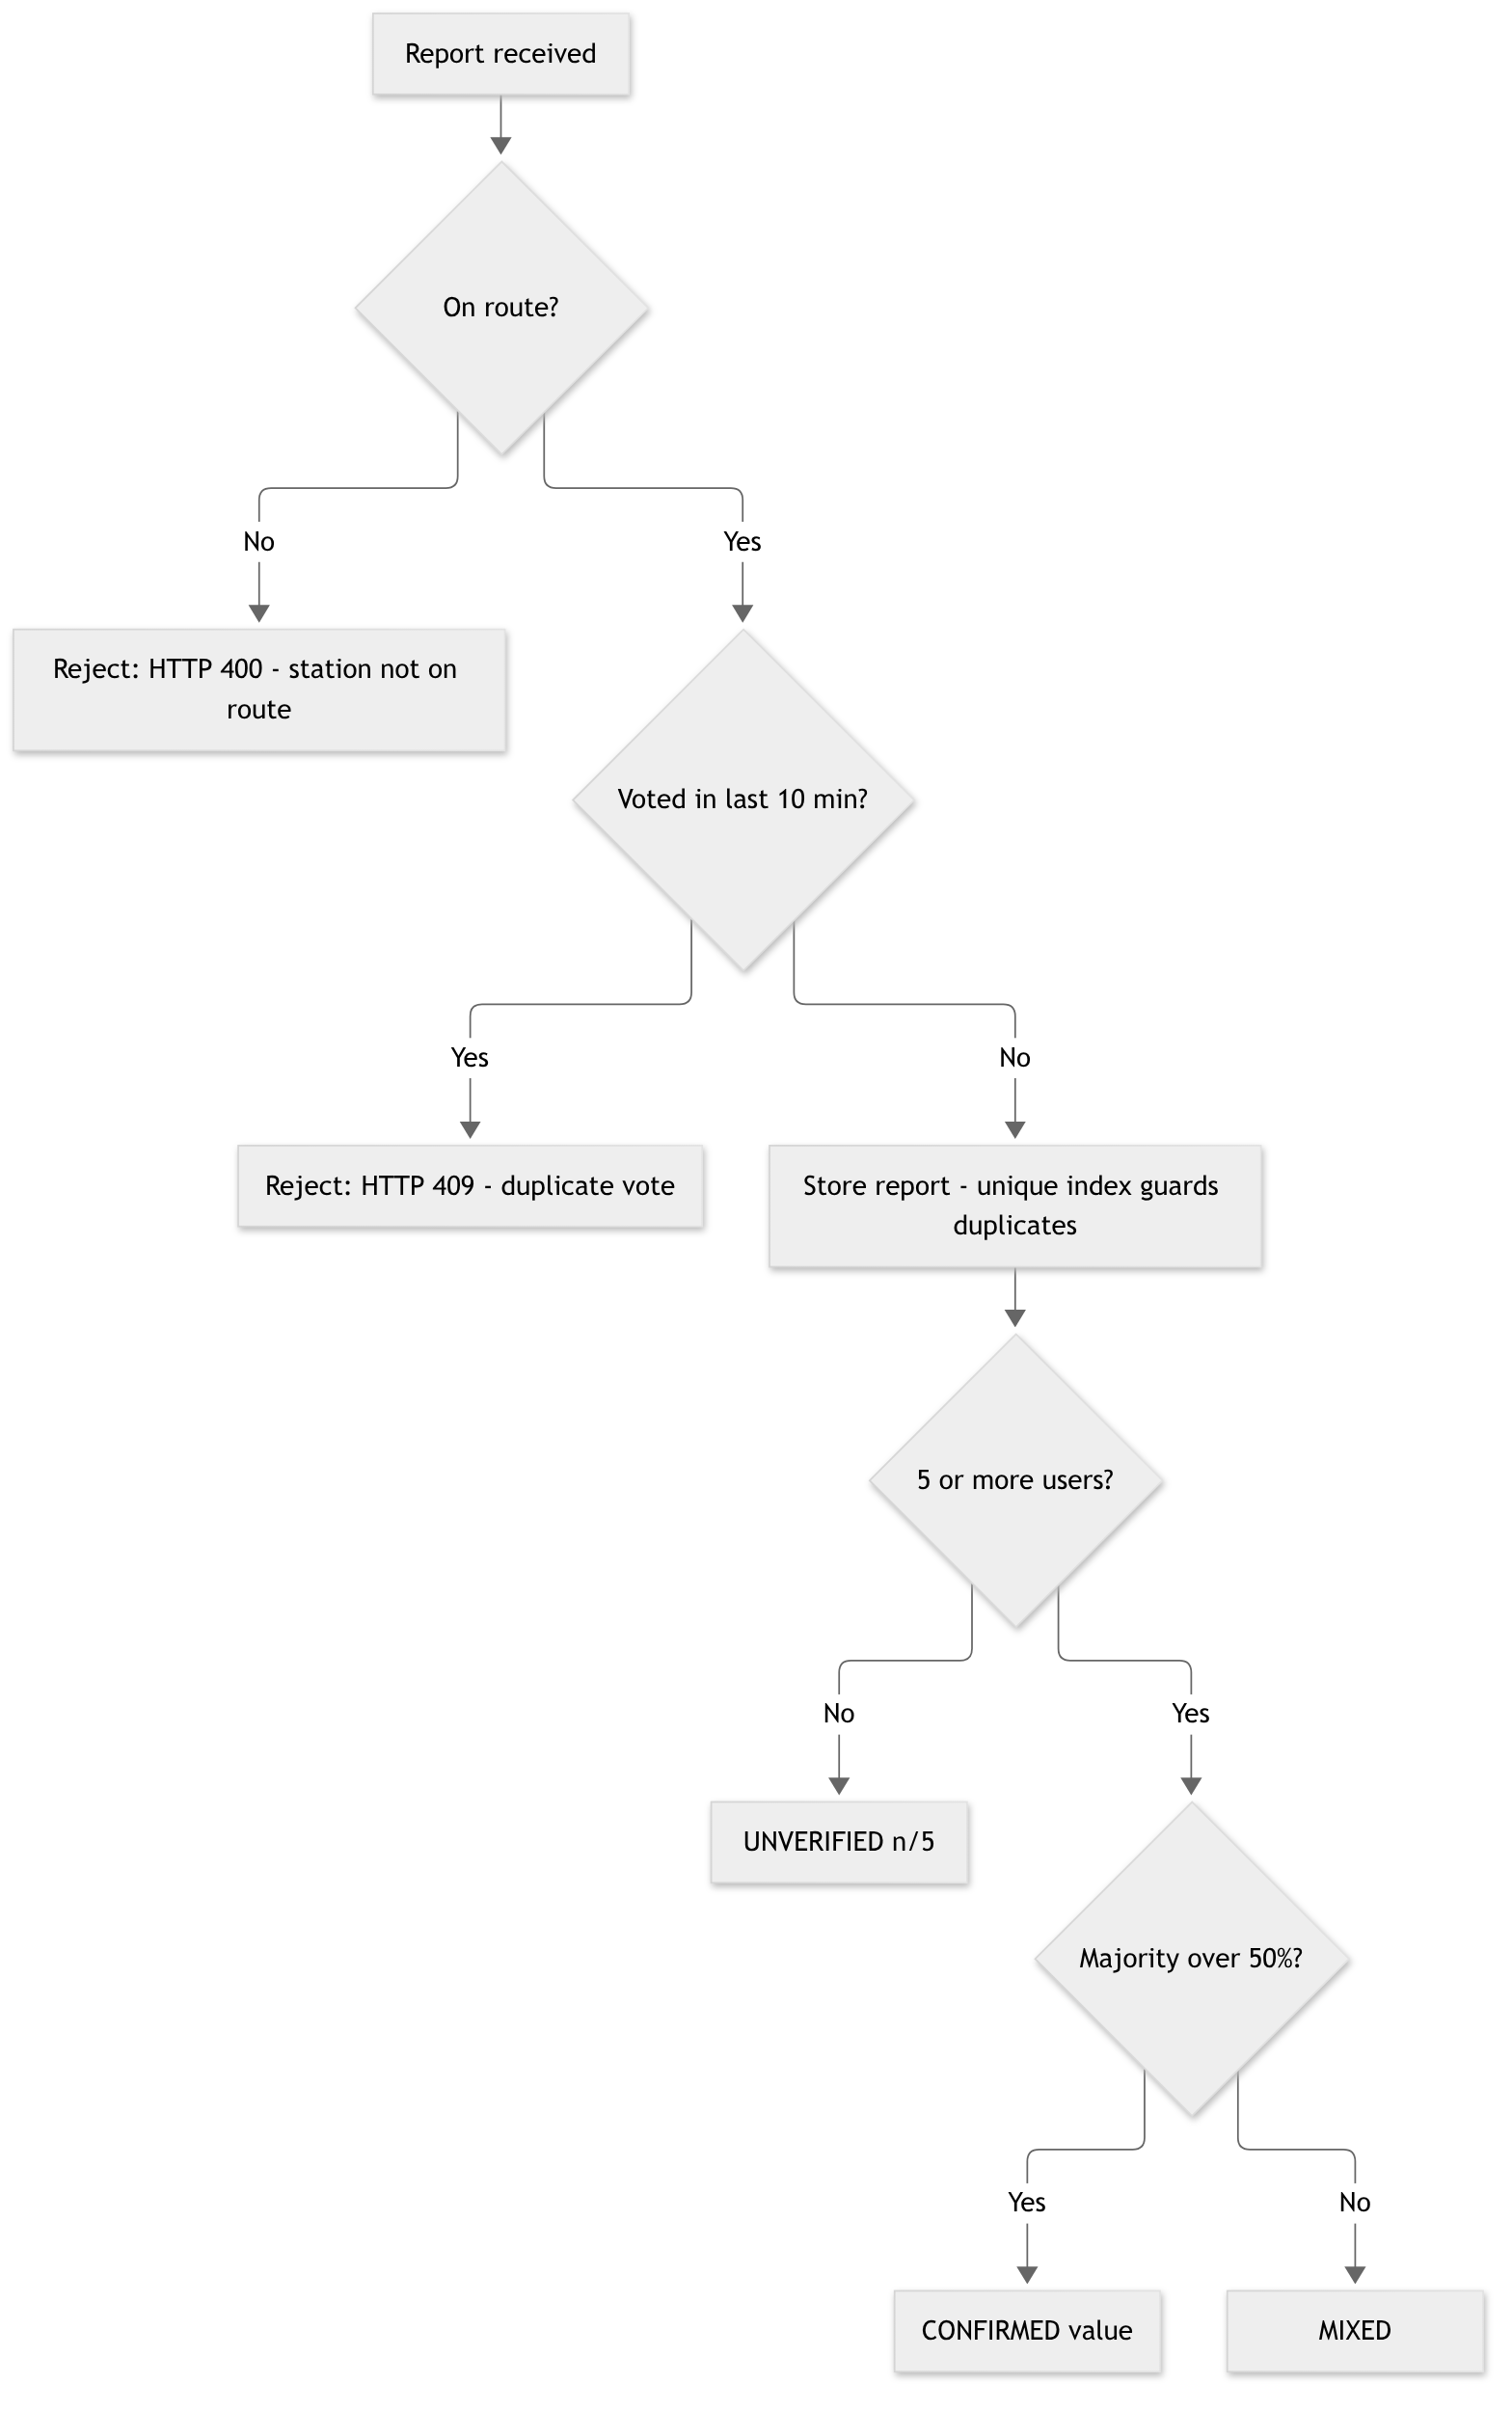 Report received
On route?
No
Yes
Reject: HTTP 400 - station not on
route
Voted in last 10 min?
Yes
No
Reject: HTTP 409 - duplicate vote
Store report - unique index guards
duplicates
5 or more users?
No
Yes
UNVERIFIED n/5
Majority over 50%?
Yes
No
CONFIRMED value
MIXED